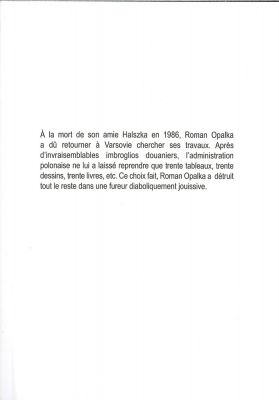 À la mort de son amie Halszka en 1986, Roman Opalka
a dû retourner à Varsovie chercher ses travaux. Après
d'invraisemblables imbroglios douaniers, l'administration
polonaise ne lui a laissé reprendre que trente tableaux, trente
dessins, trente livres, etc. Ce choix fait, Roman Opalka a détruit
tout le reste dans une fureur diaboliquement jouissive.